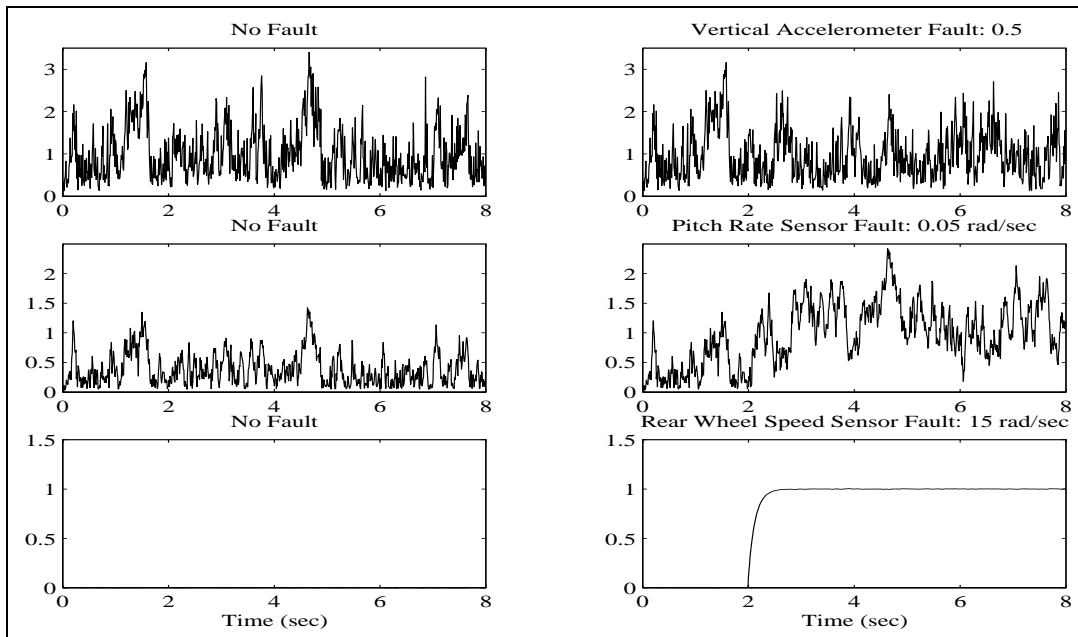 No Fault
Vertical Accelerometer Fault: 0.5
3
2
1
0
0 2 4 6 8
3
2
1
0
0 2 4 6 8
No Fault
Pitch Rate Sensor Fault: 0.05 rad/sec
2
1.5
1
0.5
0
0 2 4 6 8
2
1.5
1
0.5
0
0 2 4 6 8
No Fault
Rear Wheel Speed Sensor Fault: 15 rad/sec
1.5
1
0.5
0
0 2 4 6 8
Time (sec)
1.5
1
0.5
0
0 2 4 6 8
Time (sec)